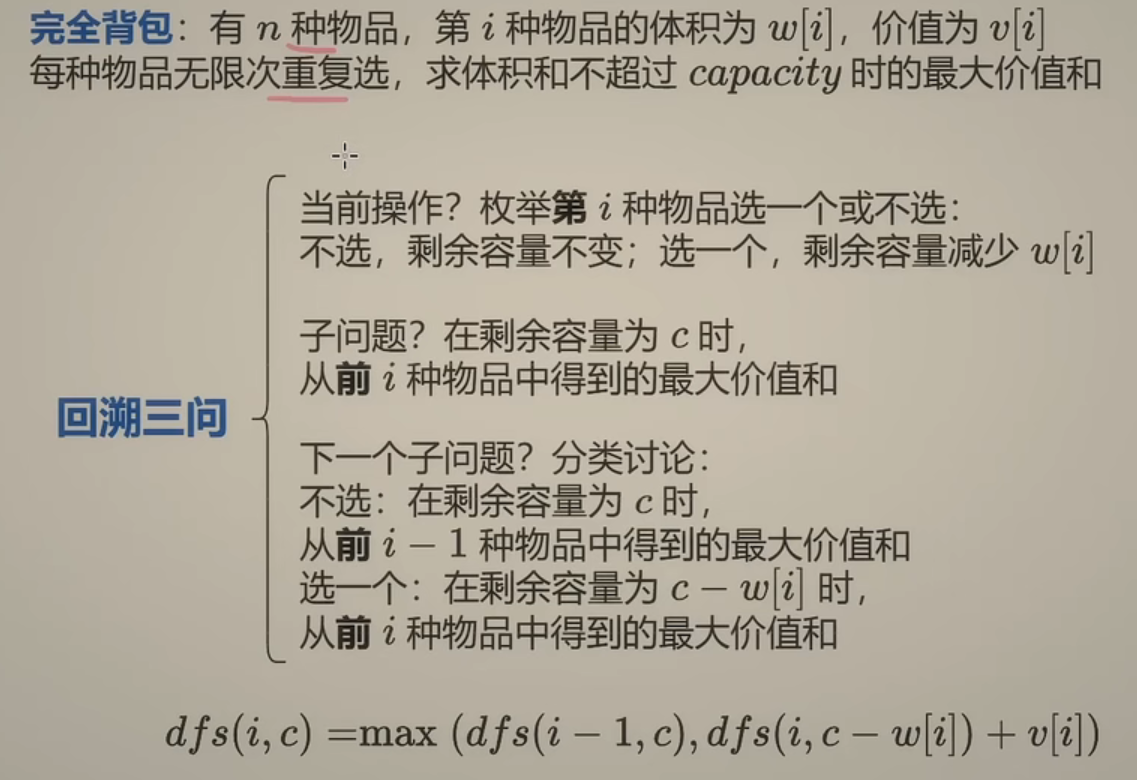 完全背包：有 n 种物品，第 i 种物品的体积为 w[i]，价值为 v[i]
每种物品无限次重复选，求体积和不超过 capacity 时的最大价值和
当前操作？枚举第 i 种物品选一个或不选：
不选，剩余容量不变；选一个，剩余容量减少 w[i]
子问题？在剩余容量为 c 时，
从前 i 种物品中得到的最大价值和
回溯三问
下一个子问题？分类讨论：
不选：在剩余容量为 c 时，
从前 i − 1 种物品中得到的最大价值和
选一个：在剩余容量为 c − w[i] 时，
从前 i 种物品中得到的最大价值和
dfs(i, c) =max (dfs(i − 1, c), dfs(i, c − w[i]) + v[i])